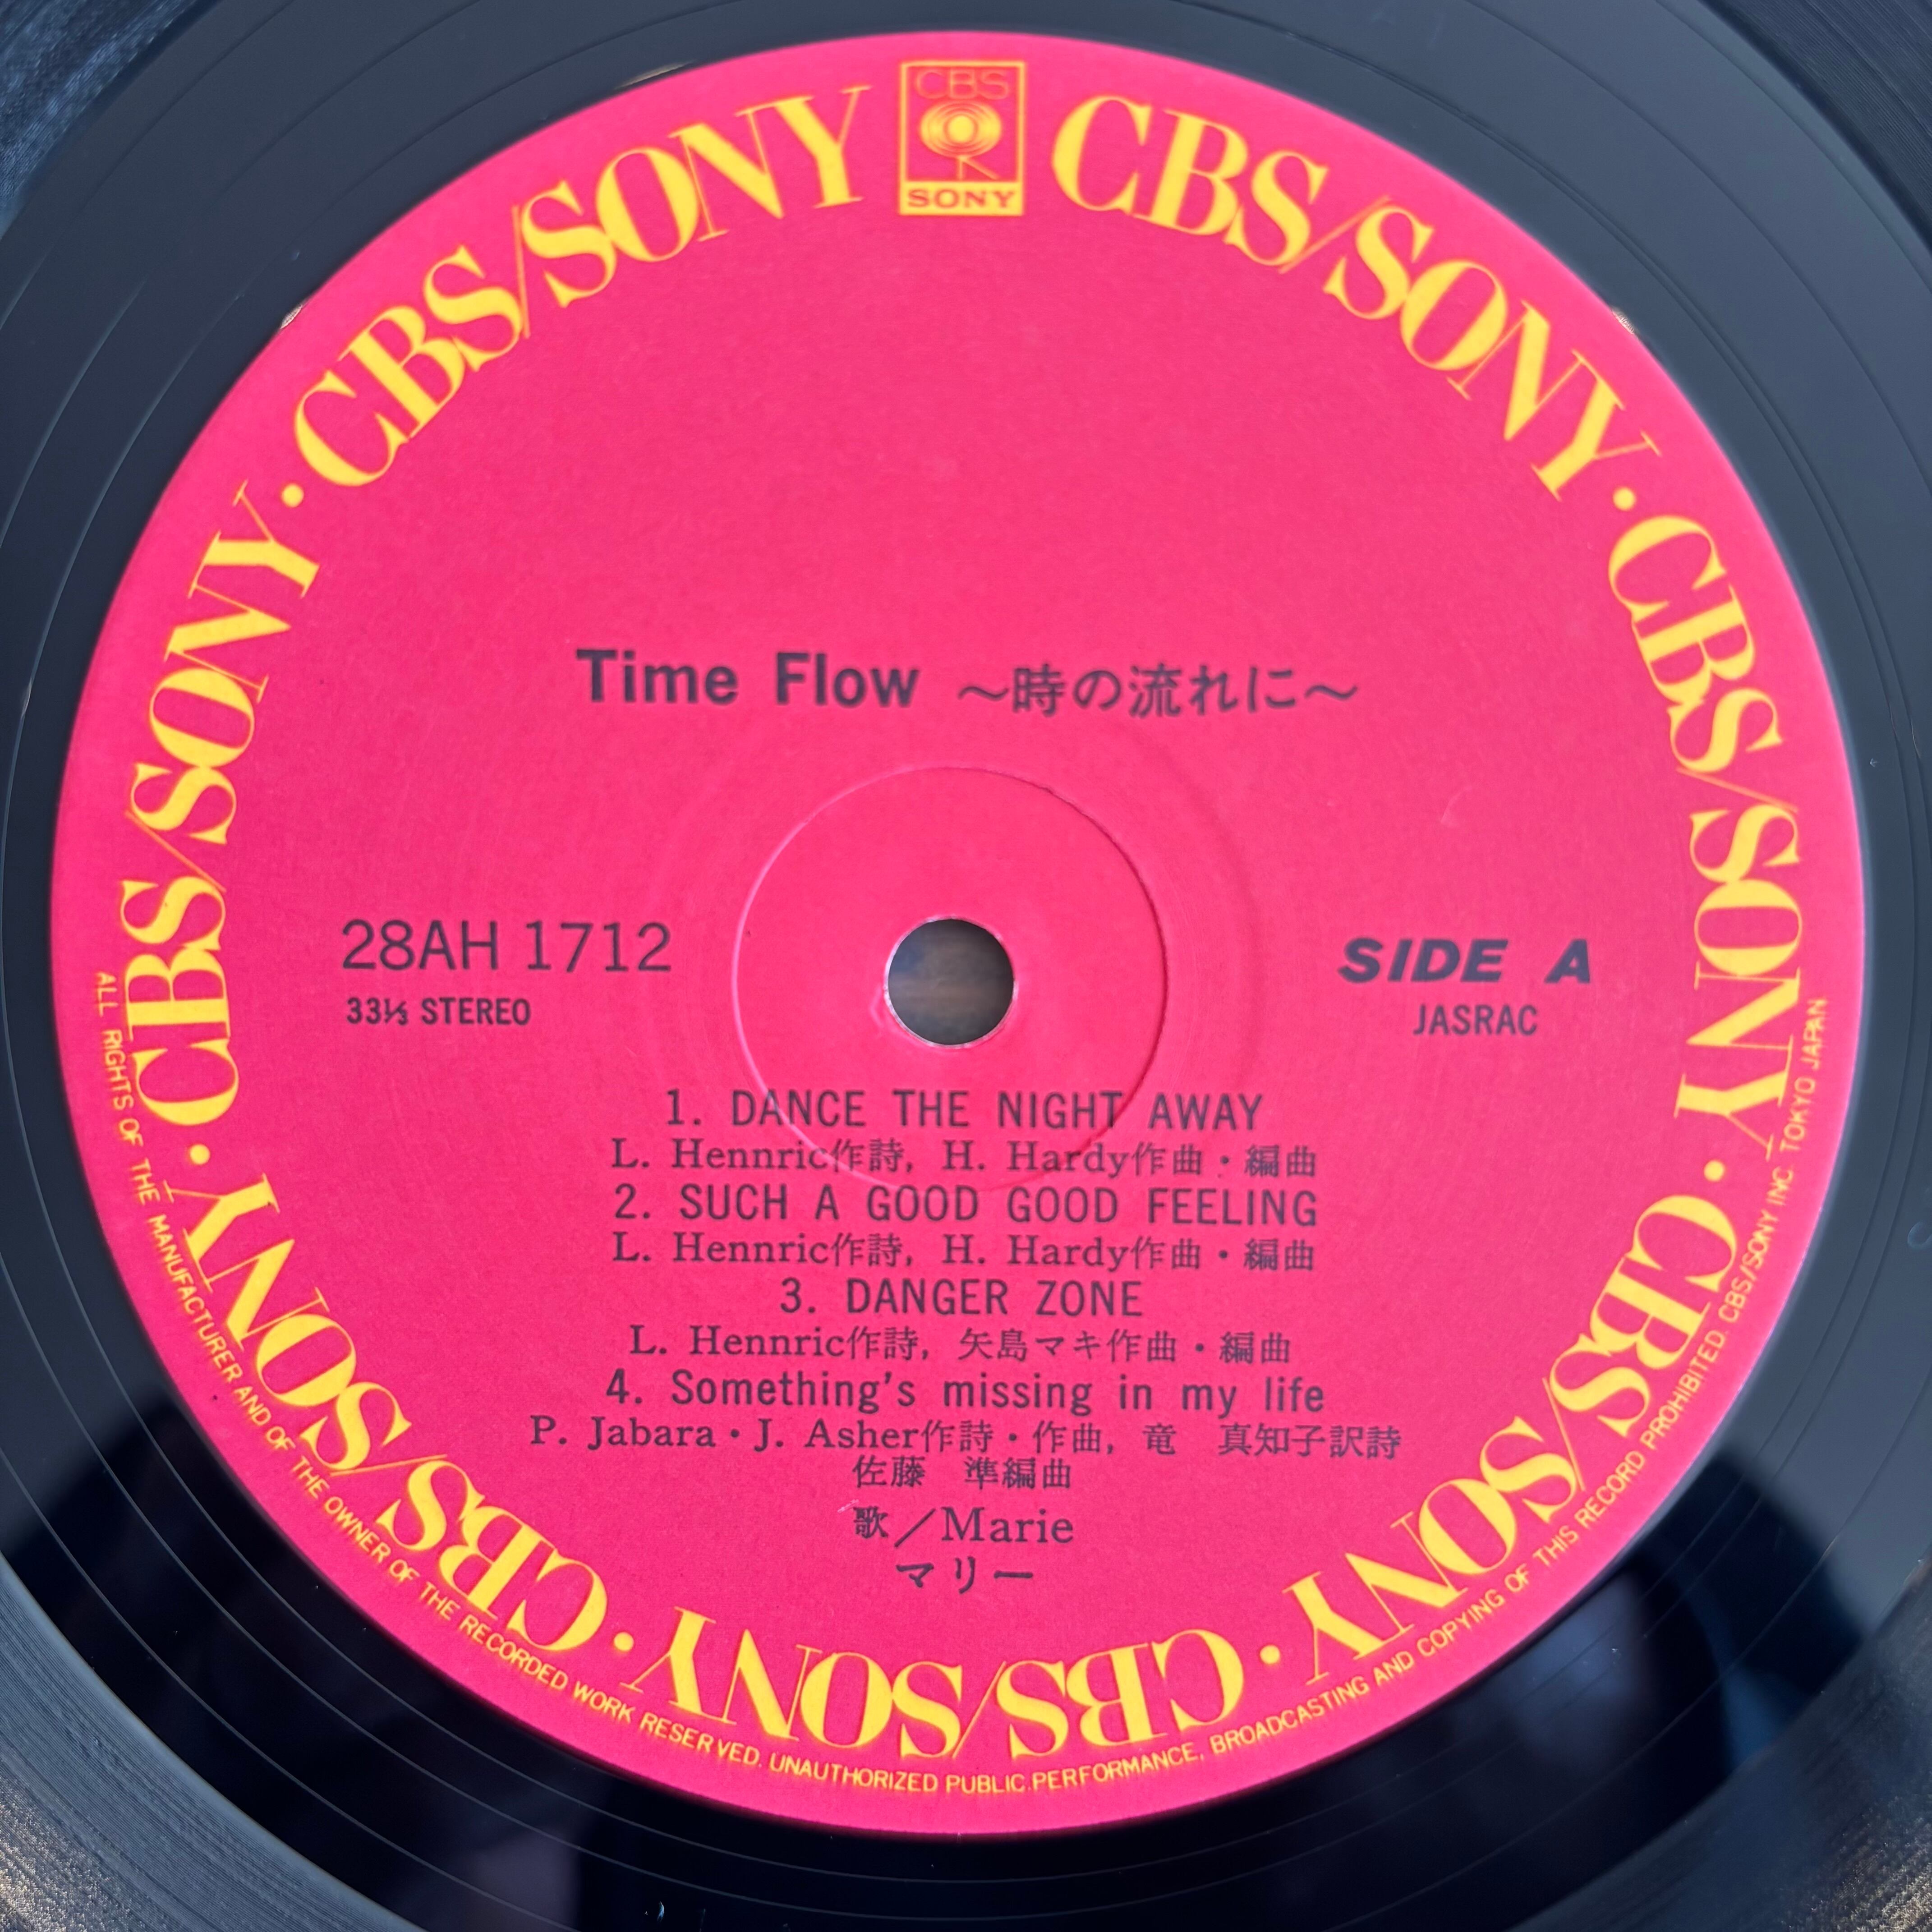 CBS
SONY
CBS/SONY · CBS/SONY · CBS/SONY · CBS/SONY · CBS/SONY · CBS/SONY · CBS/SONY
Time Flow ～時の流れに～
28AH 1712
33⅓ STEREO
SIDE A
JASRAC
1. DANCE THE NIGHT AWAY
L. Hennric作詩, H. Hardy作曲・編曲
2. SUCH A GOOD GOOD FEELING
L. Hennric作詩, H. Hardy作曲・編曲
3. DANGER ZONE
L. Hennric作詩, 矢島マキ作曲・編曲
4. Something's missing in my life
P. Jabara・J. Asher作詩・作曲, 竜　真知子訳詩
佐藤　準編曲
歌／Marie
マリー
ALL RIGHTS OF THE MANUFACTURER AND OF THE OWNER OF THE RECORDED WORK RESERVED. UNAUTHORIZED PUBLIC PERFORMANCE, BROADCASTING AND COPYING OF THIS RECORD PROHIBITED. CBS/SONY INC. TOKYO JAPAN